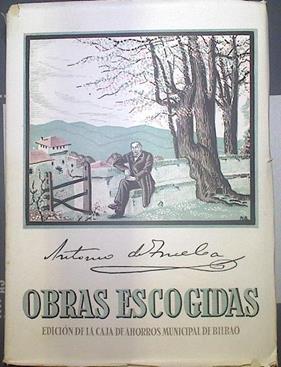 Antonio de Trueba
OBRAS ESCOGIDAS
EDICIÓN DE LA CAJA DE AHORROS MUNICIPAL DE BILBAO